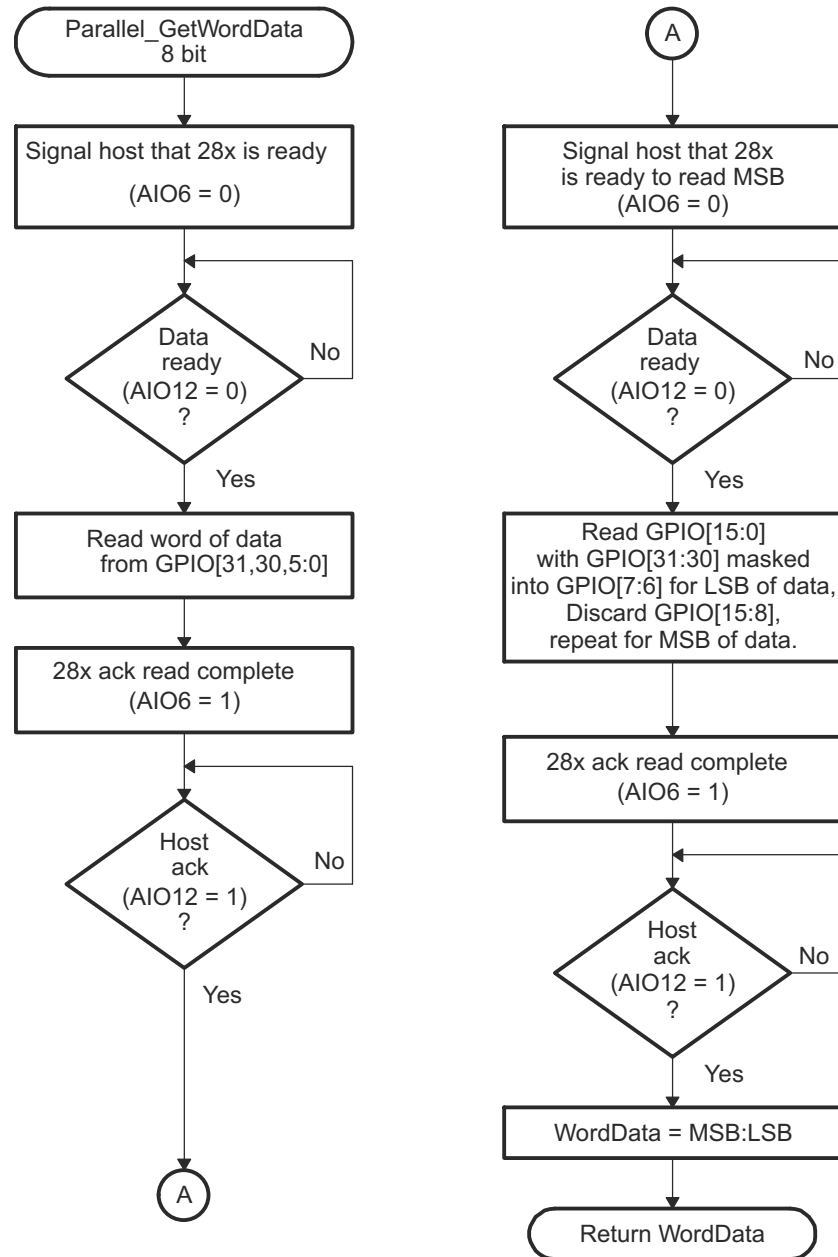 Parallel_GetWordData
8 bit
Signal host that 28x is ready
(AIO6 = 0)
Data
ready
(AIO12 = 0)
?
No
Yes
Read word of data
from GPIO[31,30,5:0]
28x ack read complete
(AIO6 = 1)
Host
ack
(AIO12 = 1)
?
No
Yes
A
A
Signal host that 28x
is ready to read MSB
(AIO6 = 0)
Data
ready
(AIO12 = 0)
?
No
Yes
Read GPIO[15:0]
with GPIO[31:30] masked
into GPIO[7:6] for LSB of data,
Discard GPIO[15:8],
repeat for MSB of data.
28x ack read complete
(AIO6 = 1)
Host
ack
(AIO12 = 1)
?
No
Yes
WordData = MSB:LSB
Return WordData